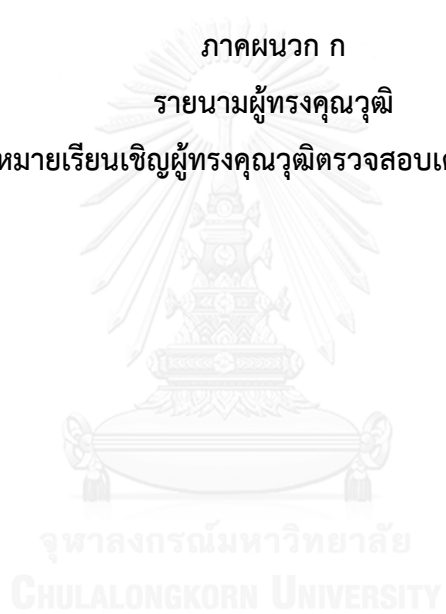 ภาคผนวก ก
รายนามผู้ทรงคุณวุฒิ
หมายเรียนเชิญผู้ทรงคุณวุฒิตรวจสอบเค
จุฬาลงกรณ์มหาวิทยาลัย
CHULALONGKORN UNIVERSITY